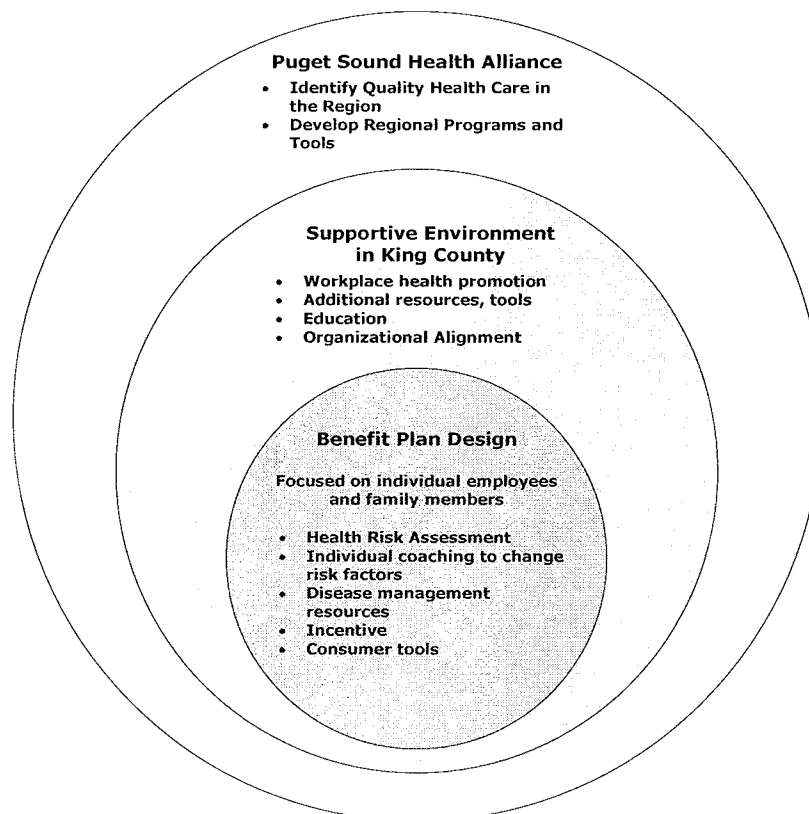 Puget Sound Health Alliance
• Identify Quality Health Care in
the Region
• Develop Regional Programs and
Tools
Supportive Environment
in King County
• Workplace health promotion
• Additional resources, tools
• Education
• Organizational Alignment
Benefit Plan Design
Focused on individual employees
and family members
• Health Risk Assessment
• Individual coaching to change
risk factors
• Disease management
resources
• Incentive
• Consumer tools